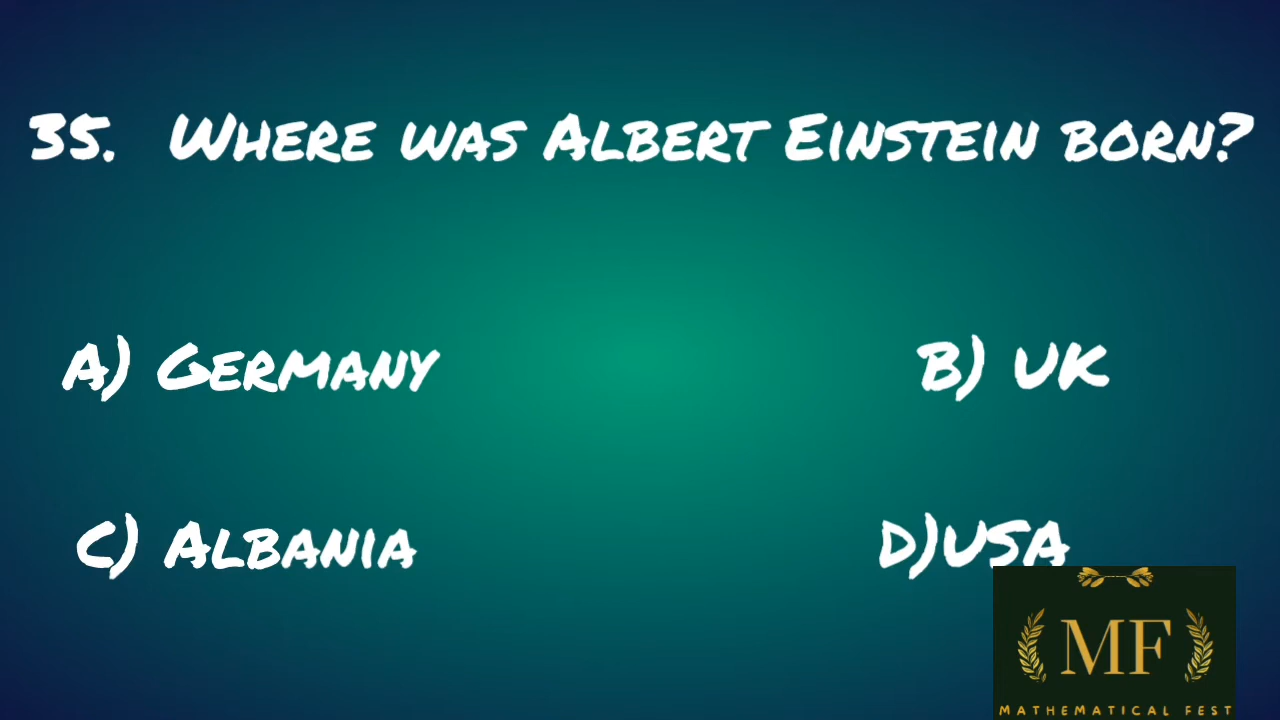 35. Where was Albert Einstein born?
A) Germany
B) UK
C) Albania
D)USA
MF
MATHEMATICAL FEST